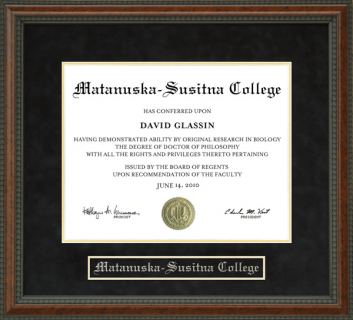 Matanuska-Susitna College
HAS CONFERRED UPON
DAVID GLASSIN
HAVING DEMONSTRATED ABILITY BY ORIGINAL RESEARCH IN BIOLOGY
THE DEGREE OF DOCTOR OF PHILOSOPHY
WITH ALL THE RIGHTS AND PRIVILEGES THERETO PERTAINING
ISSUED BY THE BOARD OF REGENTS
UPON RECOMMENDATION OF THE FACULTY
JUNE 14, 2010
PROVOST
PRESIDENT
Matanuska-Susitna College